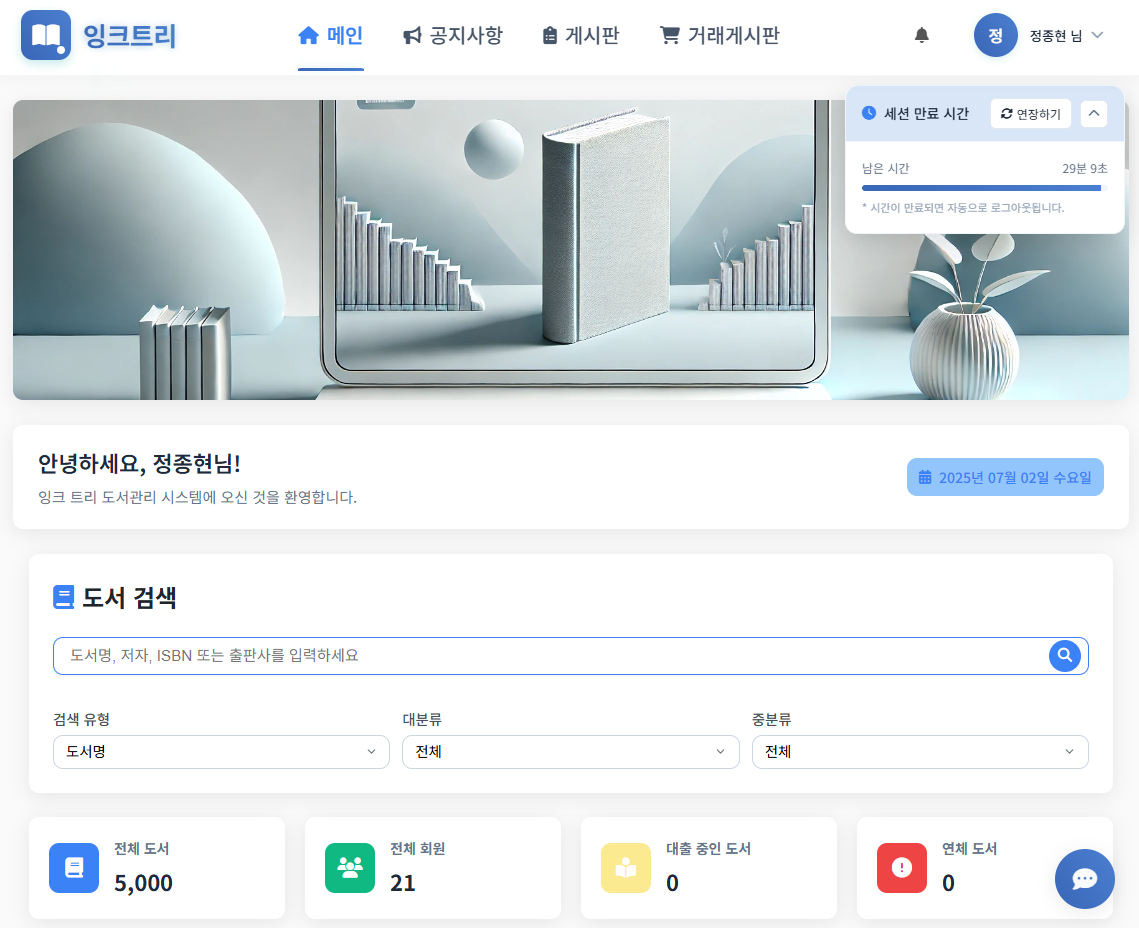 잉크트리
메인
공지사항
게시판
거래게시판
정
정종현 님
세션 만료 시간
연장하기
남은 시간
29분 9초
* 시간이 만료되면 자동으로 로그아웃됩니다.
안녕하세요, 정종현님!
잉크 트리 도서관리 시스템에 오신 것을 환영합니다.
2025년 07월 02일 수요일
도서 검색
도서명, 저자, ISBN 또는 출판사를 입력하세요
검색 유형
대분류
중분류
도서명
전체
전체
전체 도서
5,000
전체 회원
21
대출 중인 도서
0
연체 도서
0